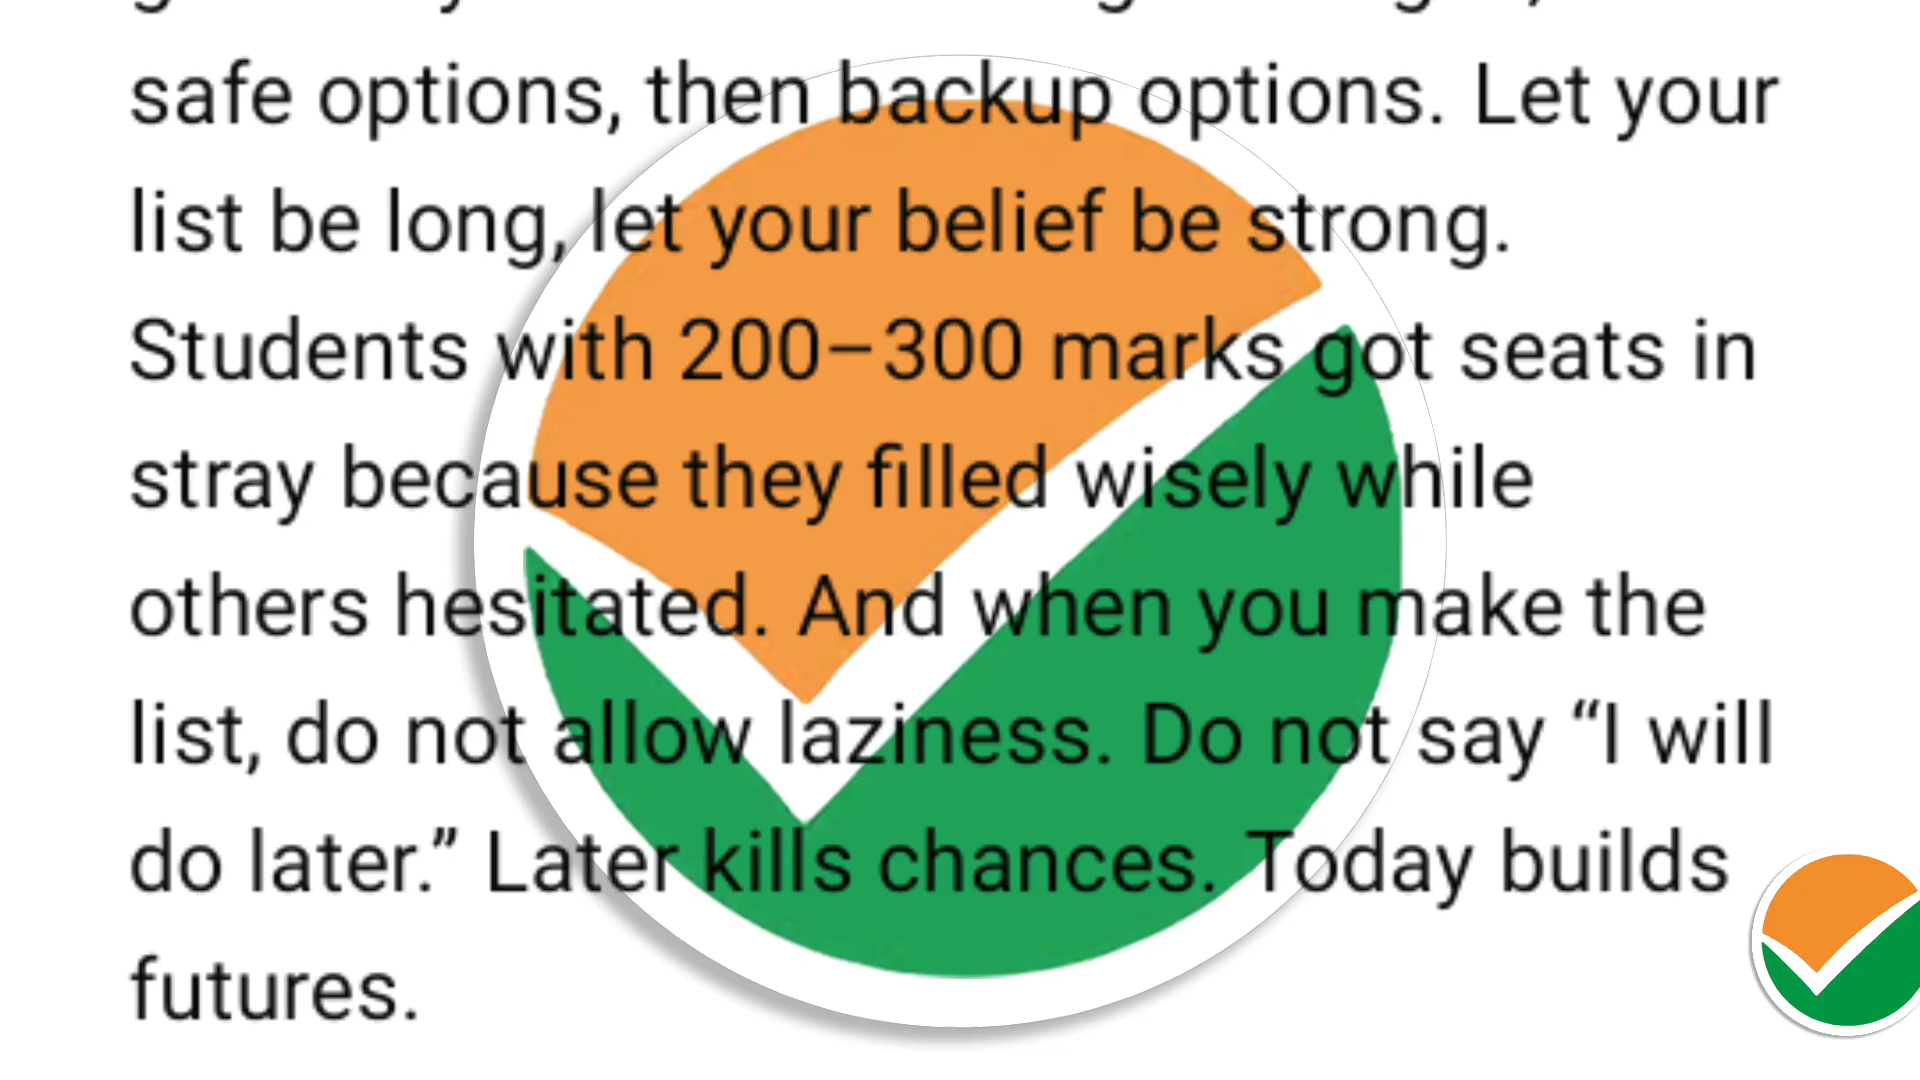 safe options, then backup options. Let your
list be long, let your belief be strong.
Students with 200–300 marks got seats in
stray because they filled wisely while
others hesitated. And when you make the
list, do not allow laziness. Do not say “I will
do later.” Later kills chances. Today builds
futures.